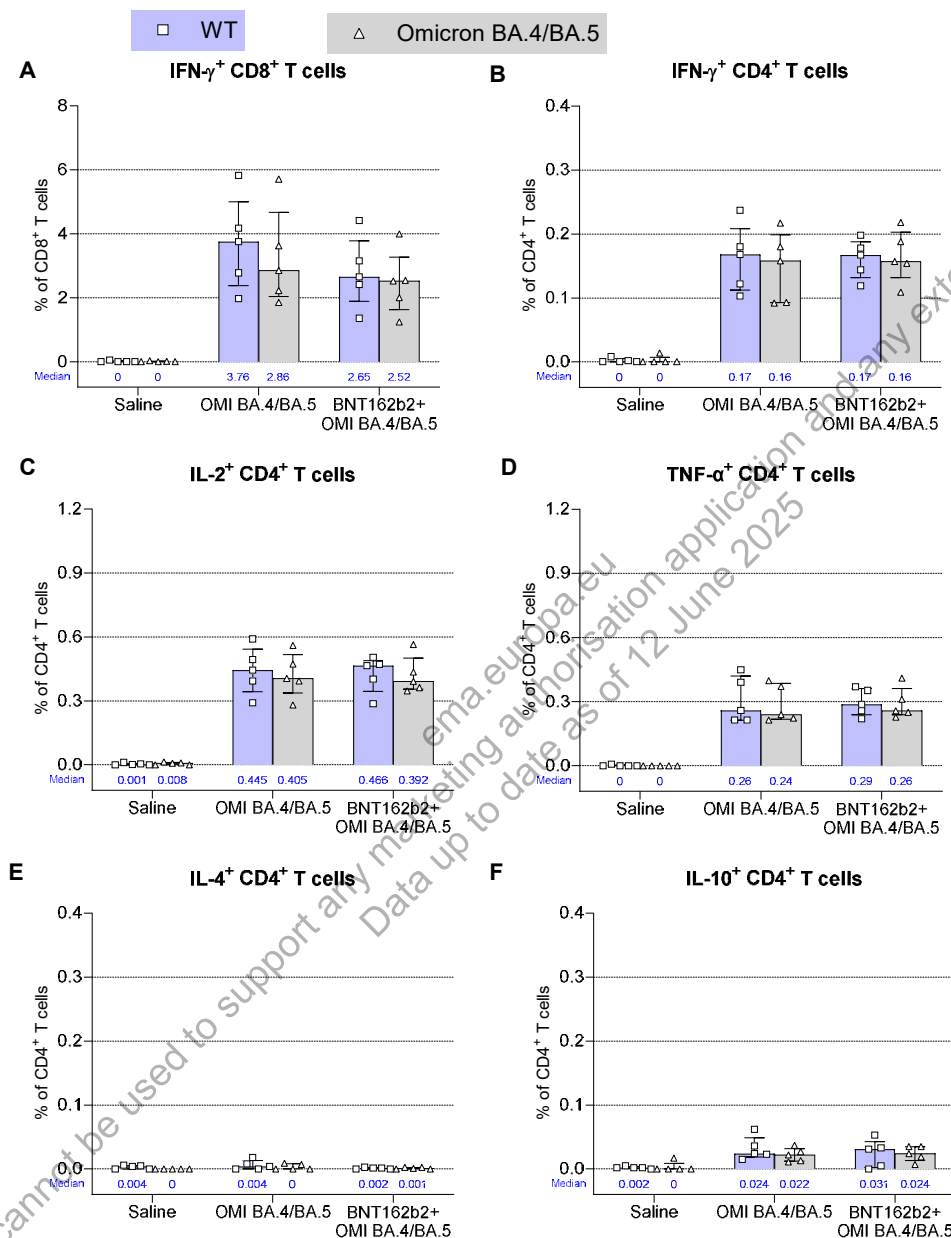 WT
Omicron BA.4/BA.5
A
IFN-γ⁺ CD8⁺ T cells
% of CD8⁺ T cells
8
6
4
2
0
Median
0 0 3.76 2.86 2.65 2.52
Saline OMI BA.4/BA.5 BNT162b2+
OMI BA.4/BA.5
B
IFN-γ⁺ CD4⁺ T cells
% of CD4⁺ T cells
0.4
0.3
0.2
0.1
0.0
Median
0 0 0.17 0.16 0.17 0.16
Saline OMI BA.4/BA.5 BNT162b2+
OMI BA.4/BA.5
C
IL-2⁺ CD4⁺ T cells
% of CD4⁺ T cells
1.2
0.9
0.6
0.3
0.0
Median
0.001 0.008 0.445 0.405 0.466 0.392
Saline OMI BA.4/BA.5 BNT162b2+
OMI BA.4/BA.5
D
TNF-α⁺ CD4⁺ T cells
% of CD4⁺ T cells
1.2
0.9
0.6
0.3
0.0
Median
0 0 0.26 0.24 0.29 0.26
Saline OMI BA.4/BA.5 BNT162b2+
OMI BA.4/BA.5
E
IL-4⁺ CD4⁺ T cells
% of CD4⁺ T cells
0.4
0.3
0.2
0.1
0.0
Median
0.004 0 0.004 0 0.002 0.001
Saline OMI BA.4/BA.5 BNT162b2+
OMI BA.4/BA.5
F
IL-10⁺ CD4⁺ T cells
% of CD4⁺ T cells
0.4
0.3
0.2
0.1
0.0
Median
0.002 0 0.024 0.022 0.031 0.024
Saline OMI BA.4/BA.5 BNT162b2+
OMI BA.4/BA.5
ema.europa.eu
cannot be used to support any marketing authorisation application and any
Data up to date as of 12 June 2025